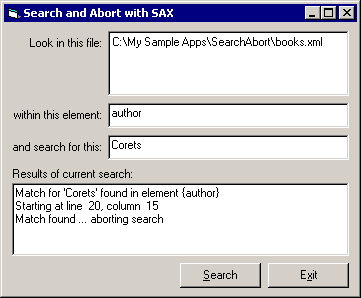 Search and Abort with SAX
Look in this file: C:\My Sample Apps\SearchAbort\books.xml
within this element: author
and search for this: Corets
Results of current search:
Match for 'Corets' found in element {author}
Starting at line  20, column  15
Match found ... aborting search
Search Exit